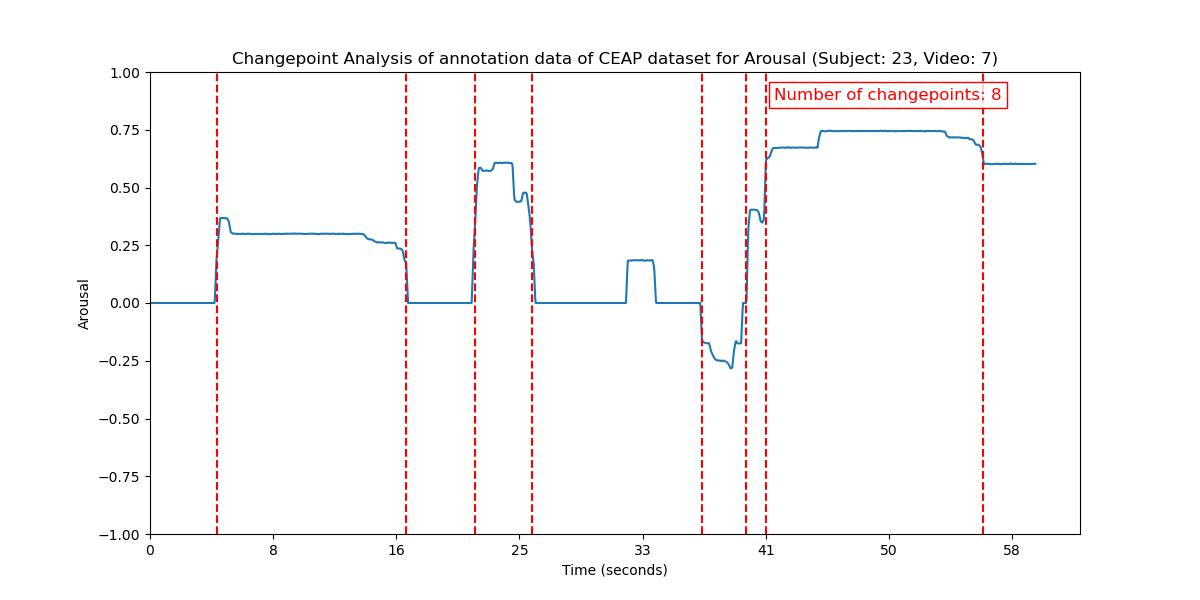 Changepoint Analysis of annotation data of CEAP dataset for Arousal (Subject: 23, Video: 7)
Number of changepoints: 8
1.00
0.75
0.50
0.25
0.00
−0.25
−0.50
−0.75
−1.00
Arousal
0 8 16 25 33 41 50 58
Time (seconds)